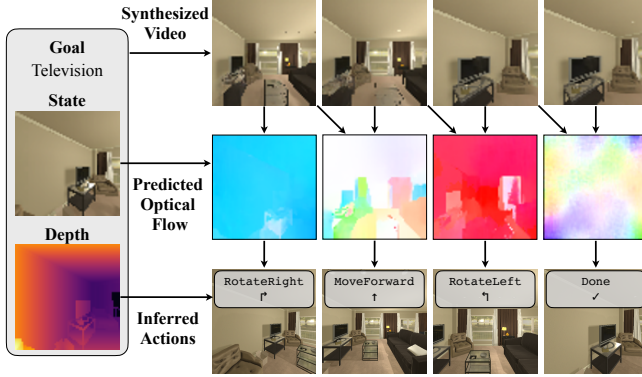 Goal
Television
State
Depth
Synthesized
Video
Predicted
Optical
Flow
Inferred
Actions
RotateRight
↱
MoveForward
↑
RotateLeft
↰
Done
✓